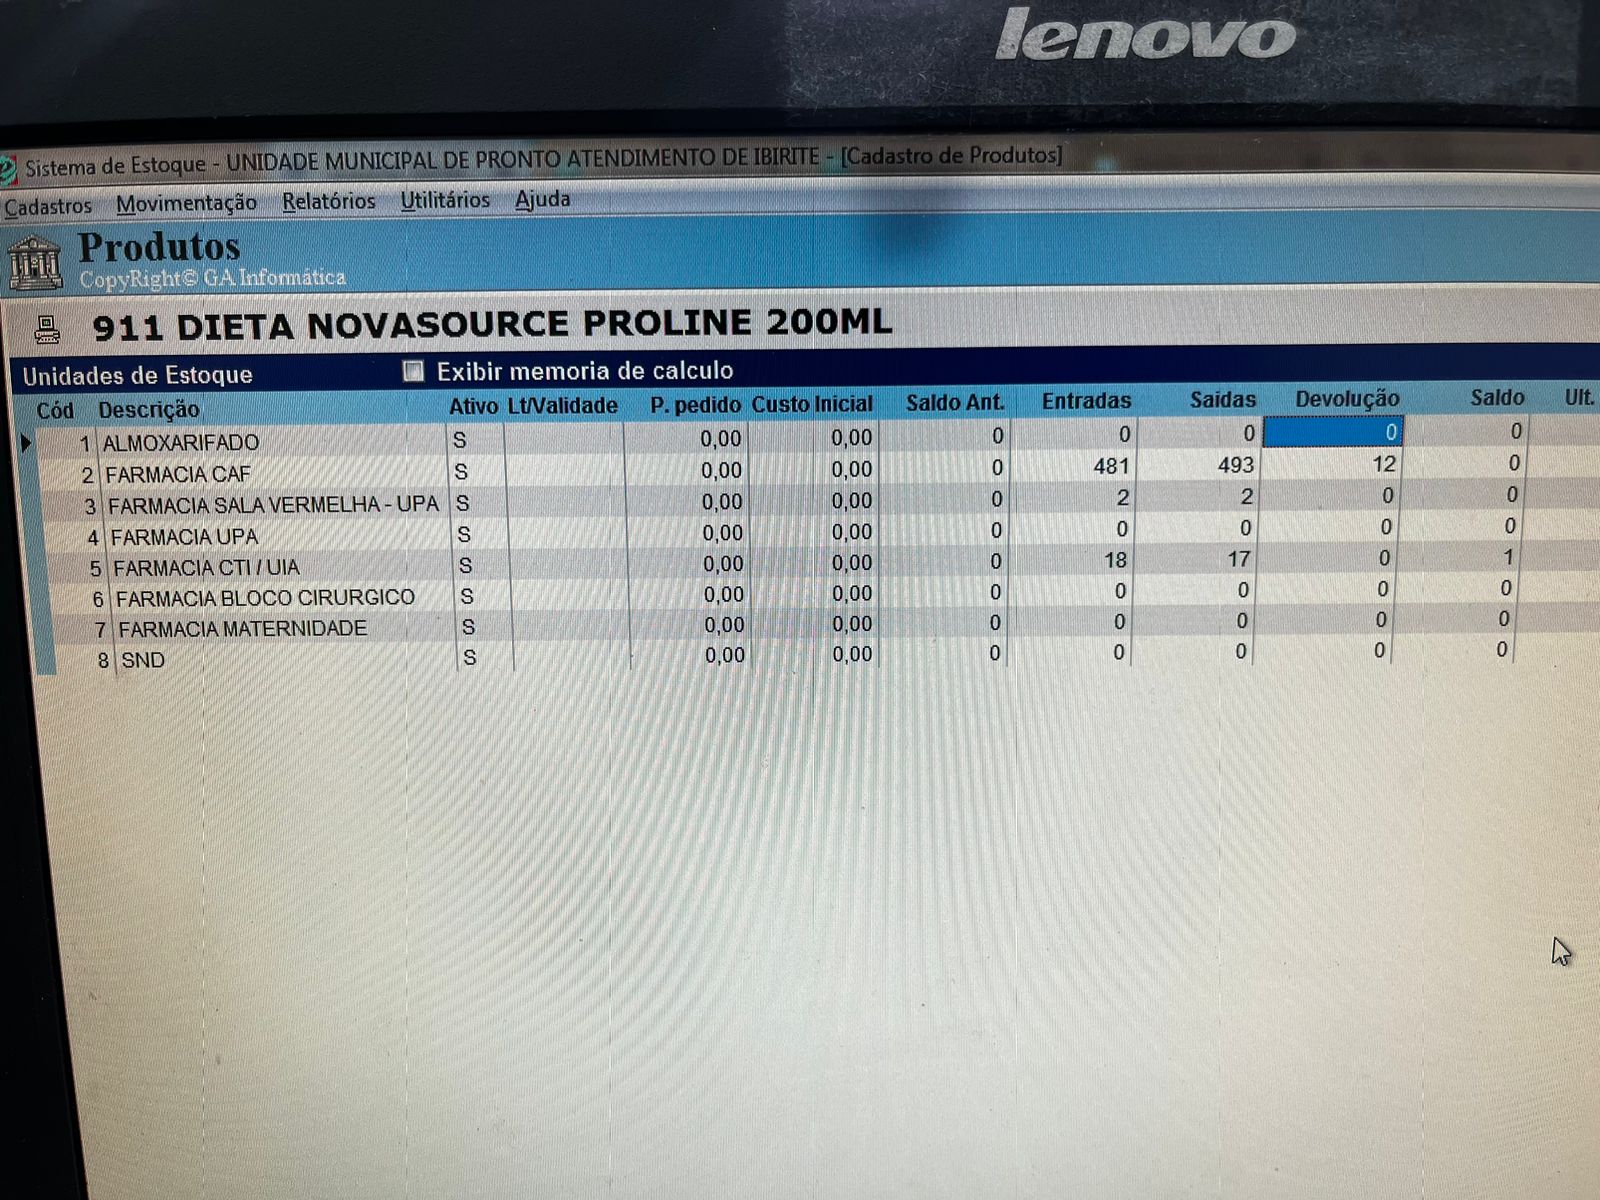 lenovo
Sistema de Estoque - UNIDADE MUNICIPAL DE PRONTO ATENDIMENTO DE IBIRITE - [Cadastro de Produtos]
Cadastros Movimentação Relatórios Utilitários Ajuda
Produtos
CopyRight© GA Informática
911 DIETA NOVASOURCE PROLINE 200ML
Unidades de Estoque Exibir memoria de calculo
Cód Descrição Ativo Lt/Validade P. pedido Custo Inicial Saldo Ant. Entradas Saidas Devolução Saldo Ult.
1 ALMOXARIFADO S 0,00 0,00 0 0 0 0 0
2 FARMACIA CAF S 0,00 0,00 0 481 493 12 0
3 FARMACIA SALA VERMELHA - UPA S 0,00 0,00 0 2 2 0 0
4 FARMACIA UPA S 0,00 0,00 0 0 0 0 0
5 FARMACIA CTI / UIA S 0,00 0,00 0 18 17 0 1
6 FARMACIA BLOCO CIRURGICO S 0,00 0,00 0 0 0 0 0
7 FARMACIA MATERNIDADE S 0,00 0,00 0 0 0 0 0
8 SND S 0,00 0,00 0 0 0 0 0